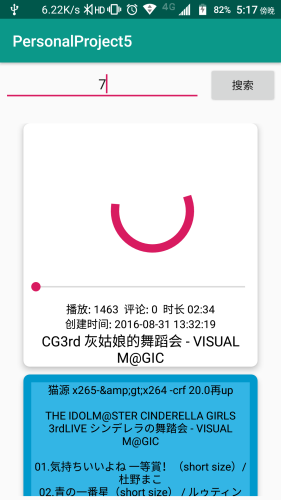 6.22K/s HD 4G 82% 5:17 傍晚
PersonalProject5
7
搜索
播放: 1463 评论: 0 时长 02:34
创建时间: 2016-08-31 13:32:19
CG3rd 灰姑娘的舞蹈会 - VISUAL
M@GIC
猫源 x265-&amp;gt;x264 -crf 20.0再up
THE IDOLM@STER CINDERELLA GIRLS
3rdLIVE シンデレラの舞踏会 - VISUAL
M@GIC
01.気持ちいいよね 一等賞！（short size）/
杜野まこ
02.青の一番星（short size） / ルゥティン